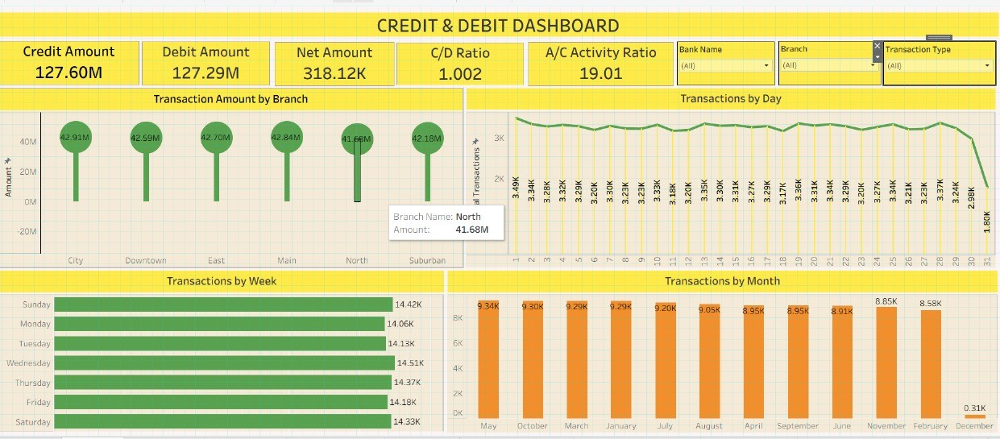 CREDIT & DEBIT DASHBOARD
Credit Amount
127.60M
Debit Amount
127.29M
Net Amount
318.12K
C/D Ratio
1.002
A/C Activity Ratio
19.01
Bank Name
(All)
Branch
(All)
Transaction Type
(All)
Transaction Amount by Branch
Amount
40M
20M
0M
-20M
42.91M
42.59M
42.70M
42.84M
41.68M
42.18M
City
Downtown
East
Main
North
Suburban
Branch Name: North
Amount: 41.68M
Transactions by Day
al Transactions
3K
2K
3.49K
3.34K
3.28K
3.32K
3.29K
3.20K
3.30K
3.23K
3.23K
3.33K
3.18K
3.20K
3.35K
3.30K
3.31K
3.27K
3.29K
3.17K
3.36K
3.31K
3.34K
3.29K
3.20K
3.27K
3.34K
3.21K
3.23K
3.37K
3.24K
2.98K
1.80K
1
2
3
4
5
6
7
8
9
10
11
12
13
14
15
16
17
18
19
20
21
22
23
24
25
26
27
28
29
30
31
Transactions by Week
Sunday 14.42K
Monday 14.06K
Tuesday 14.13K
Wednesday 14.51K
Thursday 14.37K
Friday 14.18K
Saturday 14.33K
Transactions by Month
8K
6K
4K
2K
0K
9.34K
9.30K
9.29K
9.29K
9.20K
9.05K
8.95K
8.95K
8.91K
8.85K
8.58K
0.31K
May
October
March
January
July
August
April
September
June
November
February
December